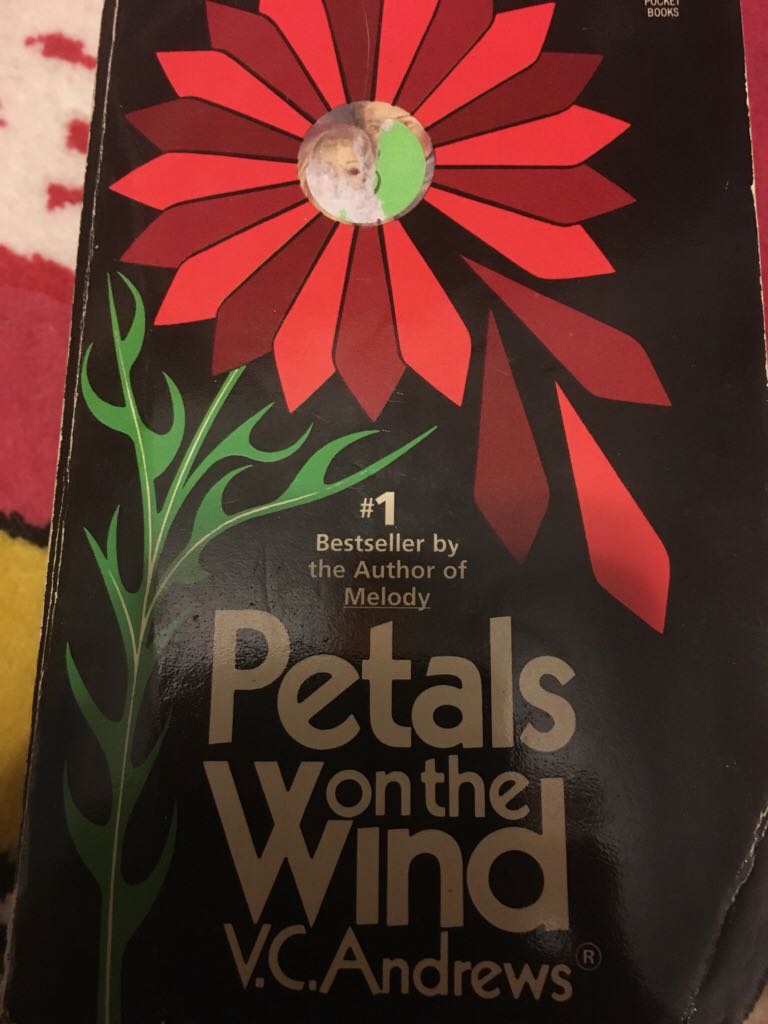 POCKET
BOOKS
#1
Bestseller by
the Author of
Melody
Petals
on the
Wind
V.C. Andrews®